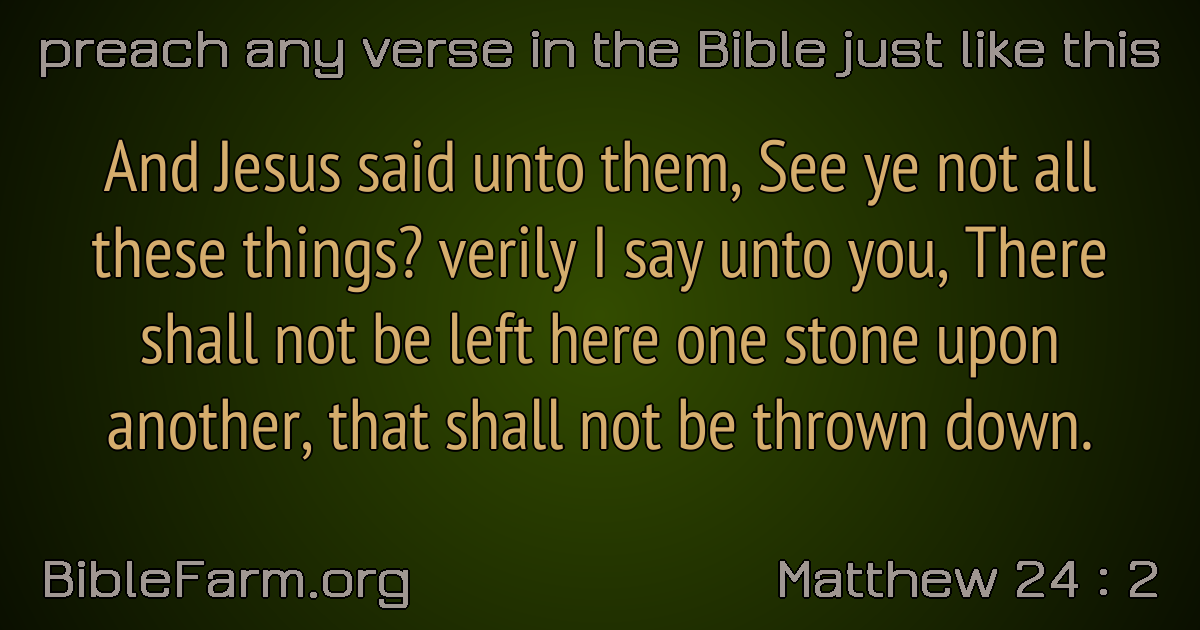 preach any verse in the Bible just like this
And Jesus said unto them, See ye not all
these things? verily I say unto you, There
shall not be left here one stone upon
another, that shall not be thrown down.
BibleFarm.org
Matthew 24 : 2